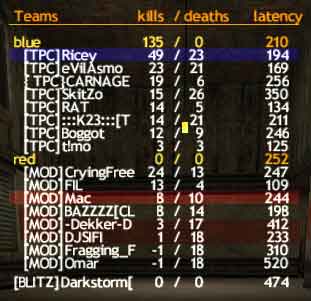 Teams kills / deaths latency
blue 135 / 0 210
[TPC]Ricey 49 / 23 194
[TPC]eVilAsmo 23 / 21 169
[TPC]CARNAGE 19 / 6 256
[TPC]SkitZo 15 / 26 350
[TPC]RAT 14 / 5 134
[TPC]:::K23:::[T 14 / 21 211
[TPC]Boggot 12 / 9 246
[TPC]t!mo 3 / 3 125
red 0 / 0 252
[MOD]CryingFree 24 / 13 247
[MOD]FIL 13 / 4 109
[MOD]Mac 8 / 10 244
[MOD]BAZZZZ[CL 8 / 14 198
[MOD]-Dekker-D 3 / 17 412
[MOD]DJSIFI 1 / 18 233
[MOD]Fragging_F -1 / 18 310
[MOD]Omar -1 / 18 520
[BLITZ]Darkstorm[ 0 / 0 474